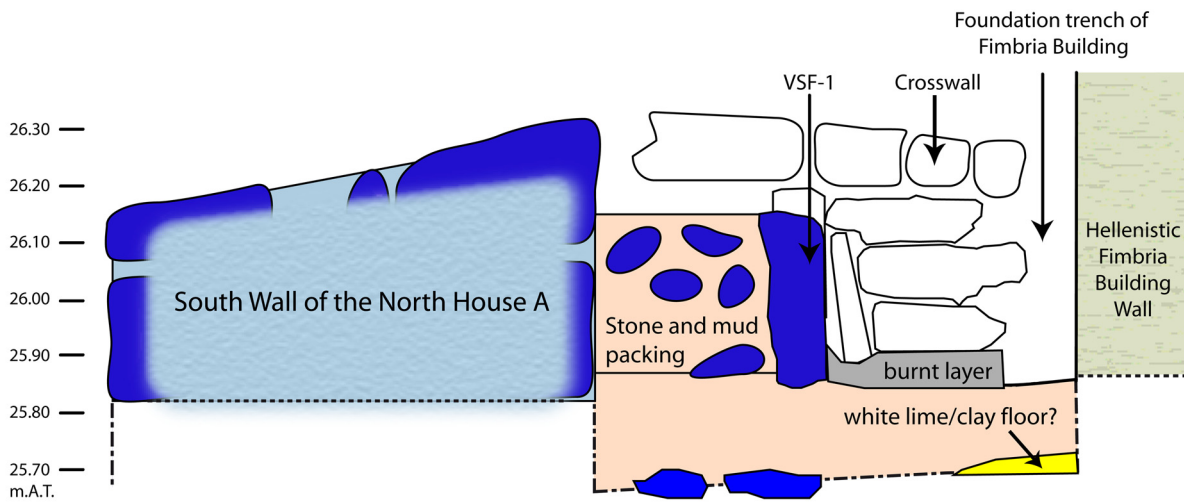 Foundation trench of
Fimbria Building
VSF-1
Crosswall
26.30
26.20
26.10
26.00
25.90
25.80
25.70
m.A.T.
South Wall of the North House A
Stone and mud
packing
burnt layer
white lime/clay floor?
Hellenistic
Fimbria
Building
Wall